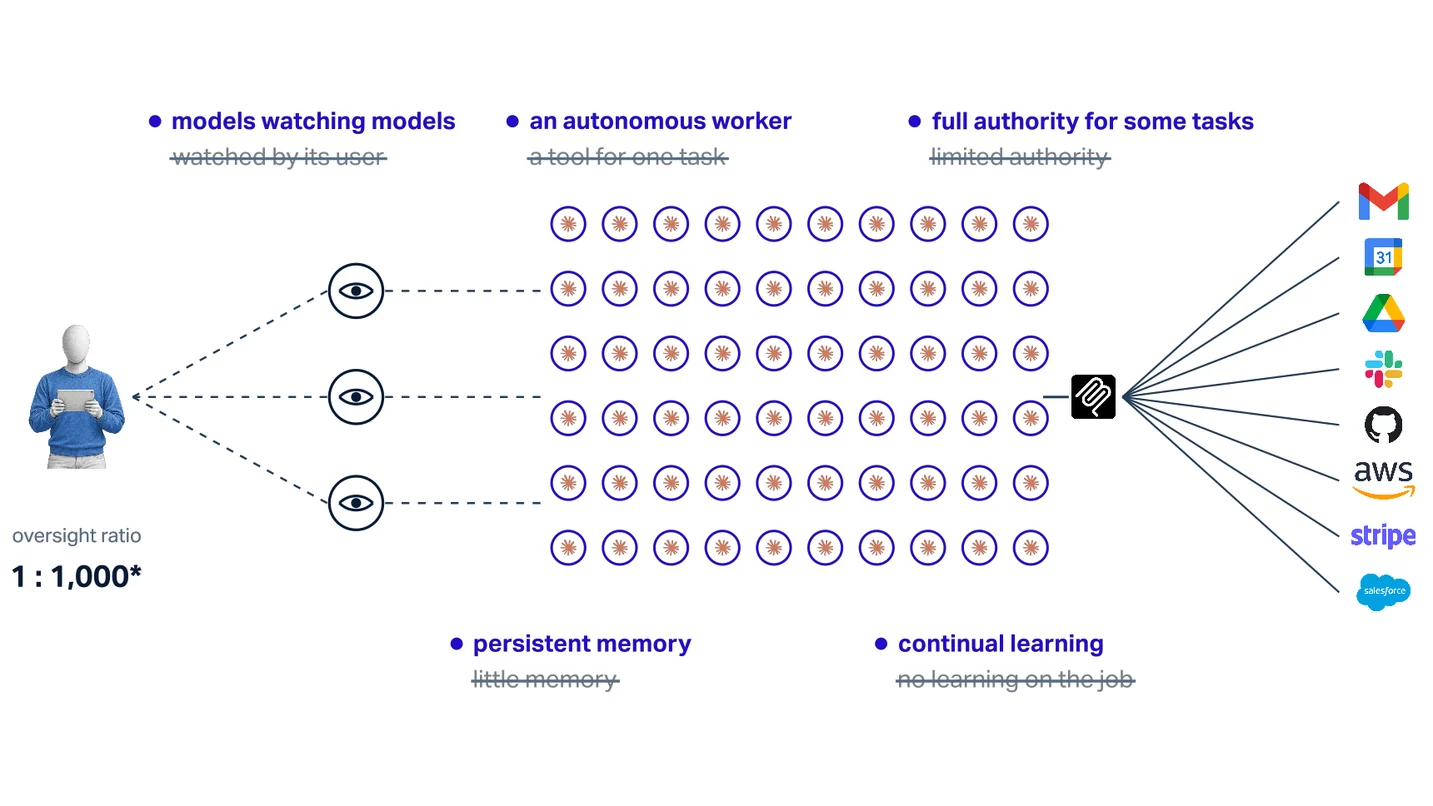 models watching models
watched by its user
an autonomous worker
a tool for one task
full authority for some tasks
limited authority
31
aws
stripe
salesforce
oversight ratio
1 : 1,000*
persistent memory
little memory
continual learning
no learning on the job